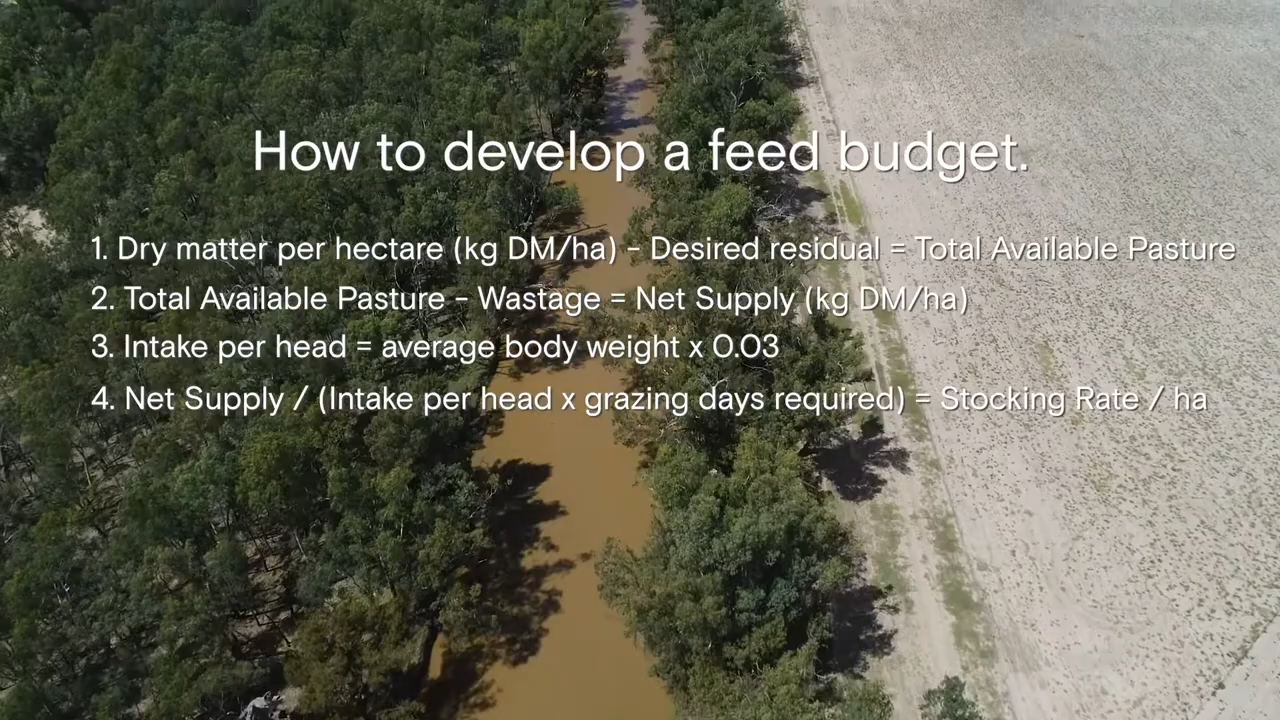 How to develop a feed budget.
1. Dry matter per hectare (kg DM/ha) - Desired residual = Total Available Pasture
2. Total Available Pasture - Wastage = Net Supply (kg DM/ha)
3. Intake per head = average body weight x 0.03
4. Net Supply / (Intake per head x grazing days required) = Stocking Rate / ha